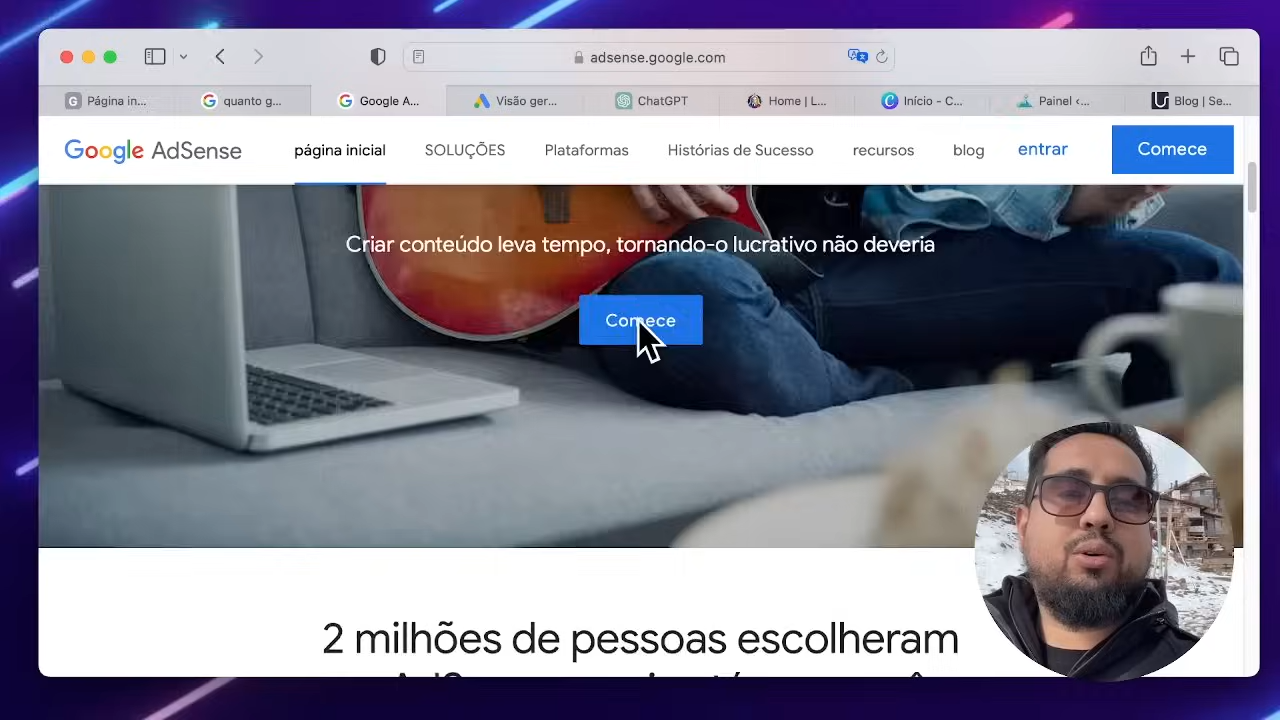 adsense.google.com
Página in...
quanto g...
Google A...
Visão ger...
ChatGPT
Home | L...
Início - C...
Painel ‹...
Blog | Se...
Google AdSense
página inicial
SOLUÇÕES
Plataformas
Histórias de Sucesso
recursos
blog
entrar
Comece
Criar conteúdo leva tempo, tornando-o lucrativo não deveria
Comece
2 milhões de pessoas escolheram